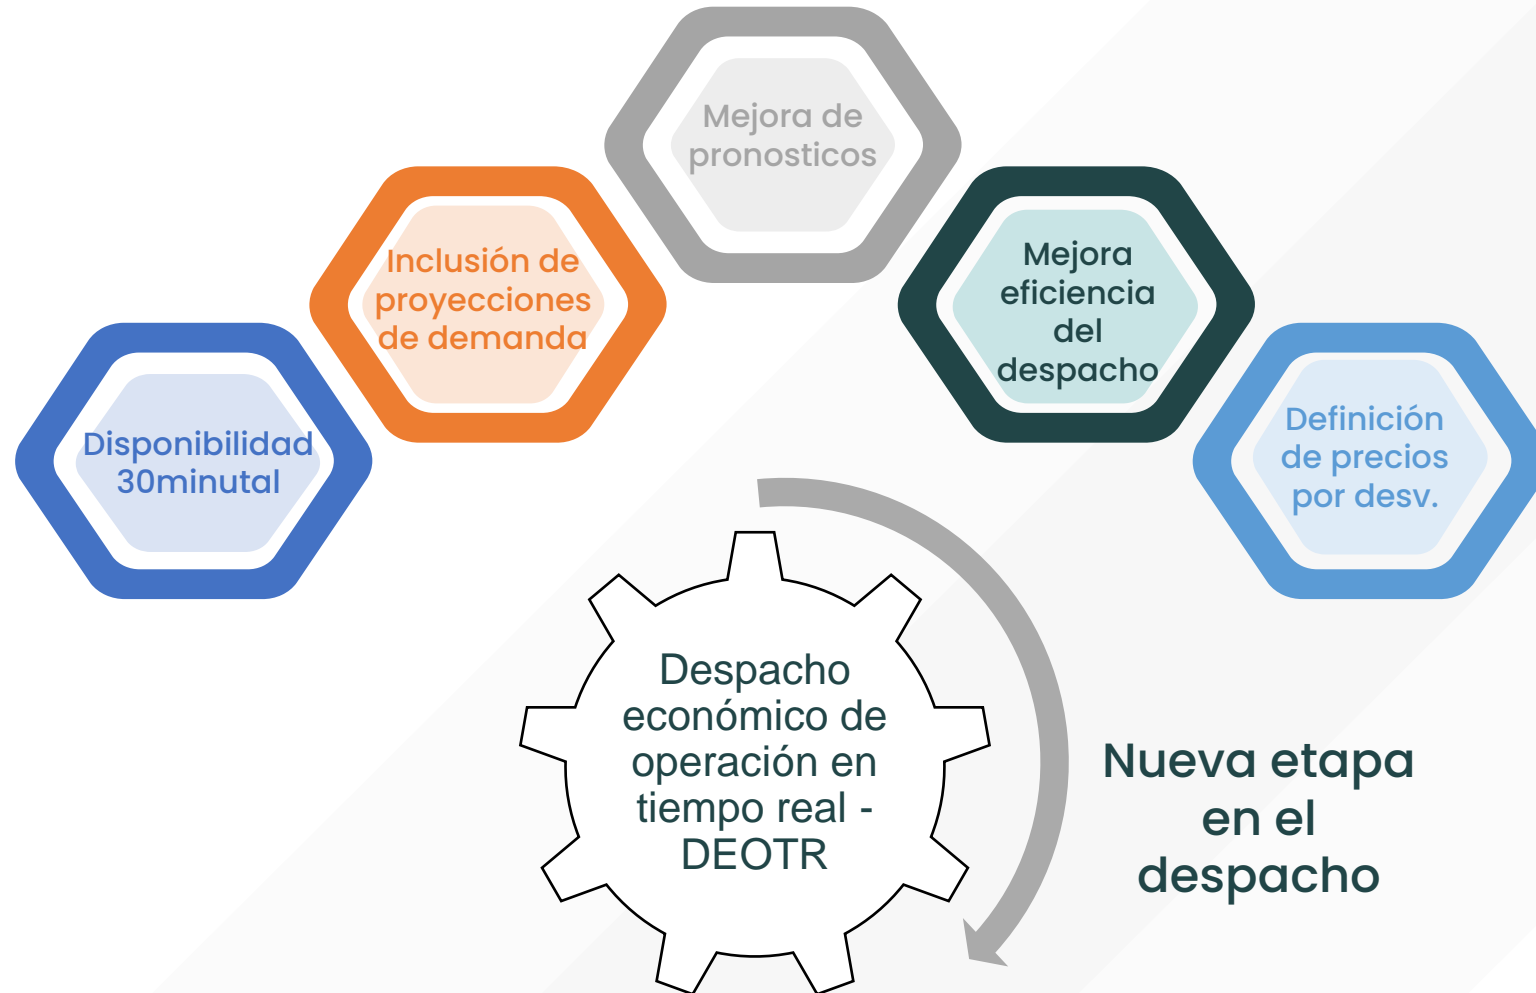 Mejora de
pronosticos
Inclusión de
proyecciones
de demanda
Mejora
eficiencia
del
despacho
Disponibilidad
30minutal
Definición
de precios
por desv.
Despacho
económico de
operación en
tiempo real -
DEOTR
Nueva etapa
en el
despacho